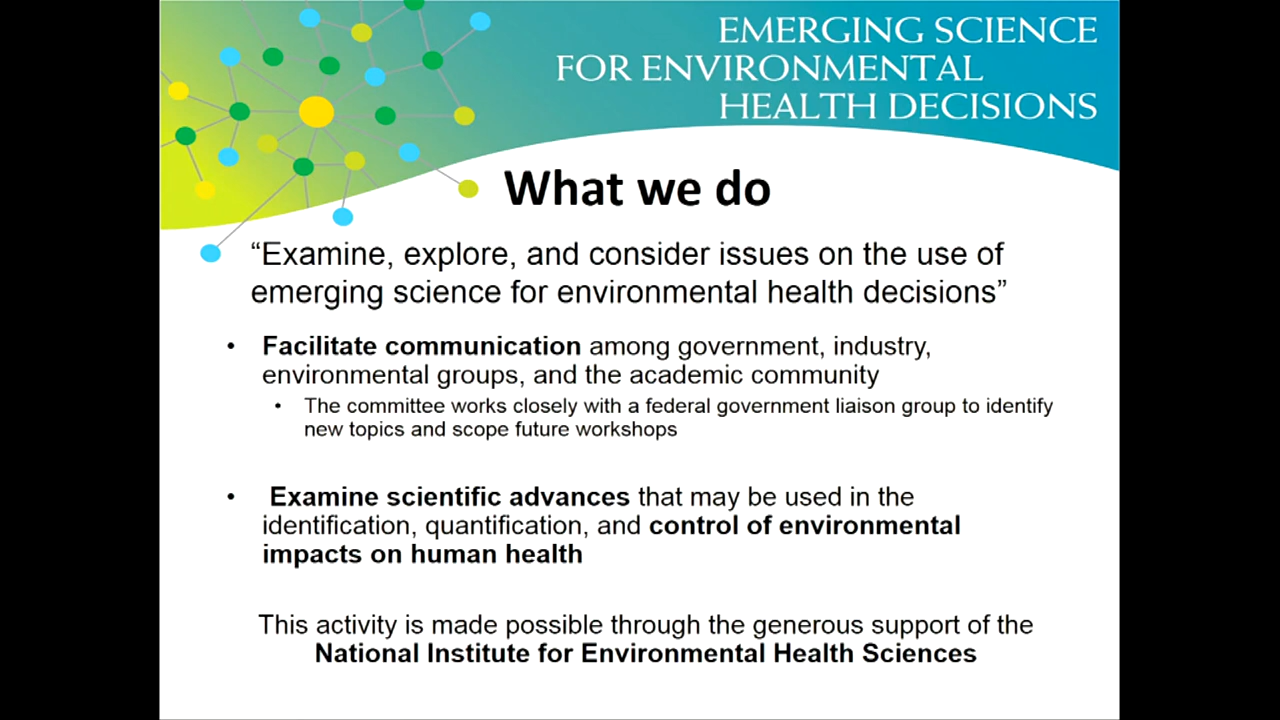 EMERGING SCIENCE
FOR ENVIRONMENTAL
HEALTH DECISIONS
What we do
“Examine, explore, and consider issues on the use of
emerging science for environmental health decisions”
• Facilitate communication among government, industry,
environmental groups, and the academic community
• The committee works closely with a federal government liaison group to identify
new topics and scope future workshops
• Examine scientific advances that may be used in the
identification, quantification, and control of environmental
impacts on human health
This activity is made possible through the generous support of the
National Institute for Environmental Health Sciences